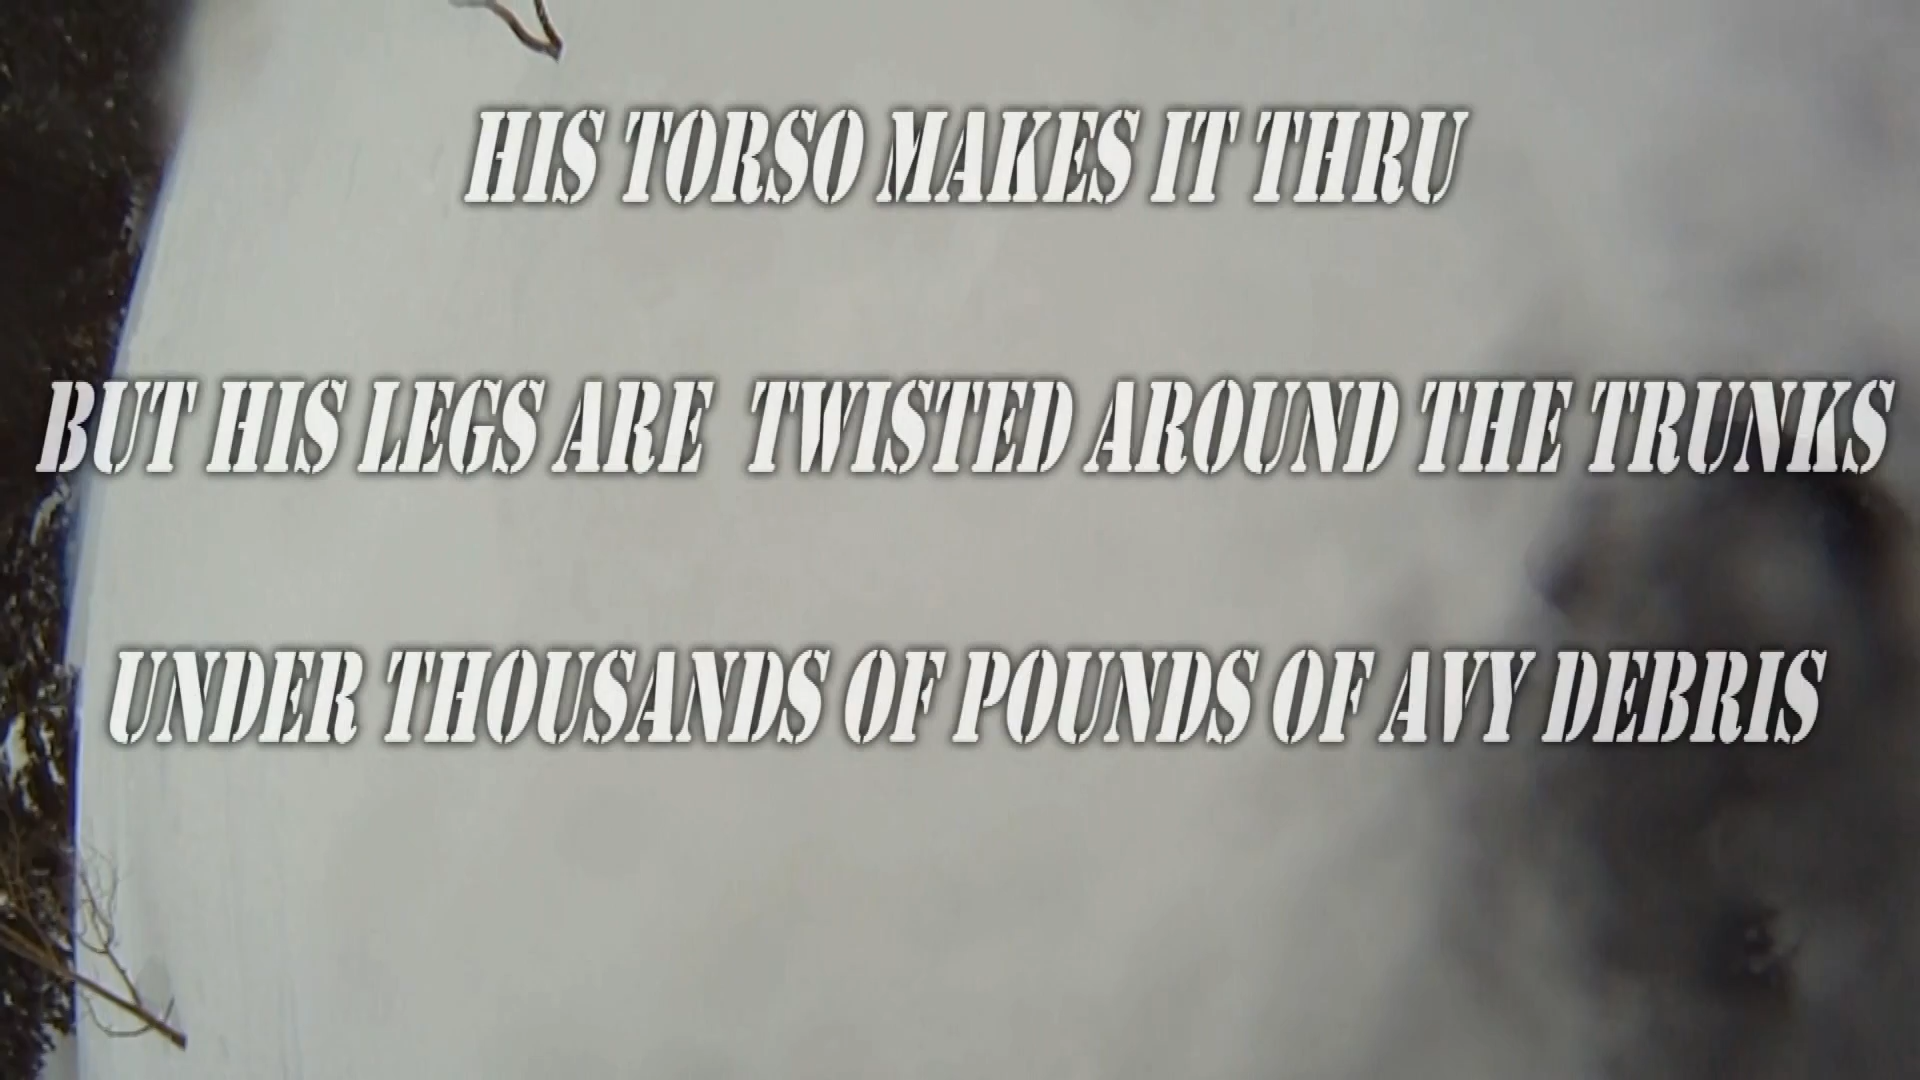 HIS TORSO MAKES IT THRU
BUT HIS LEGS ARE TWISTED AROUND THE TRUNKS
UNDER THOUSANDS OF POUNDS OF AVY DEBRIS